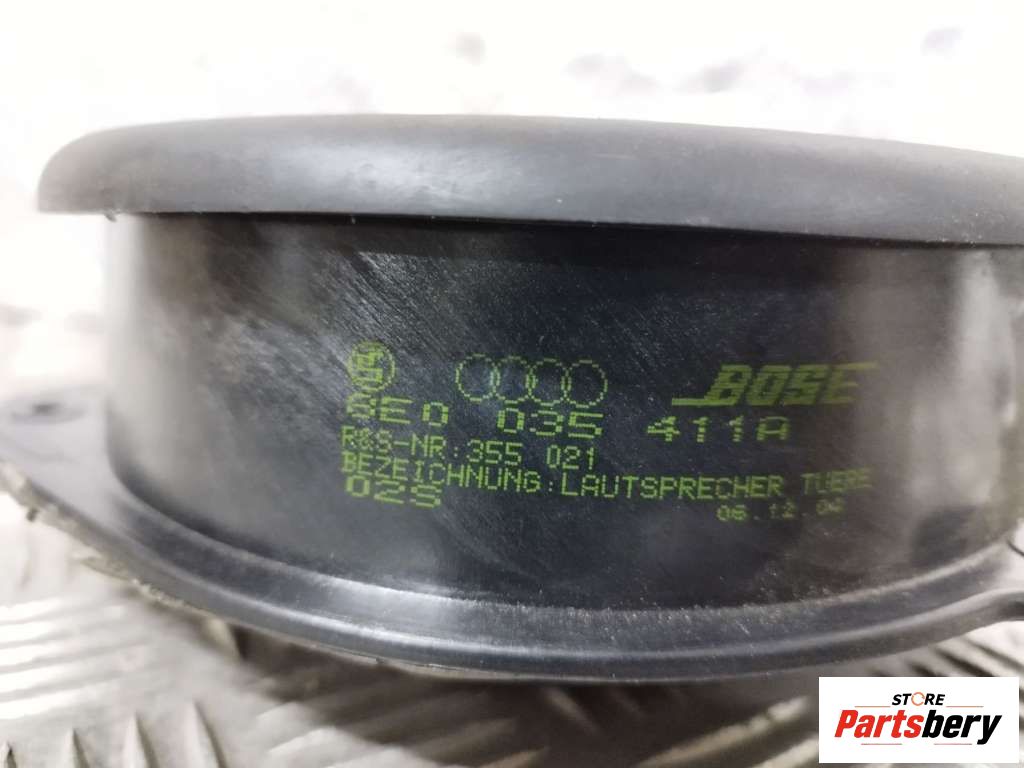 BOSE
8E0 035 411A
R&S-NR:355 021
BEZEICHNUNG:LAUTSPRECHER TUERE
02S
06.12.04
STORE
Partsbery